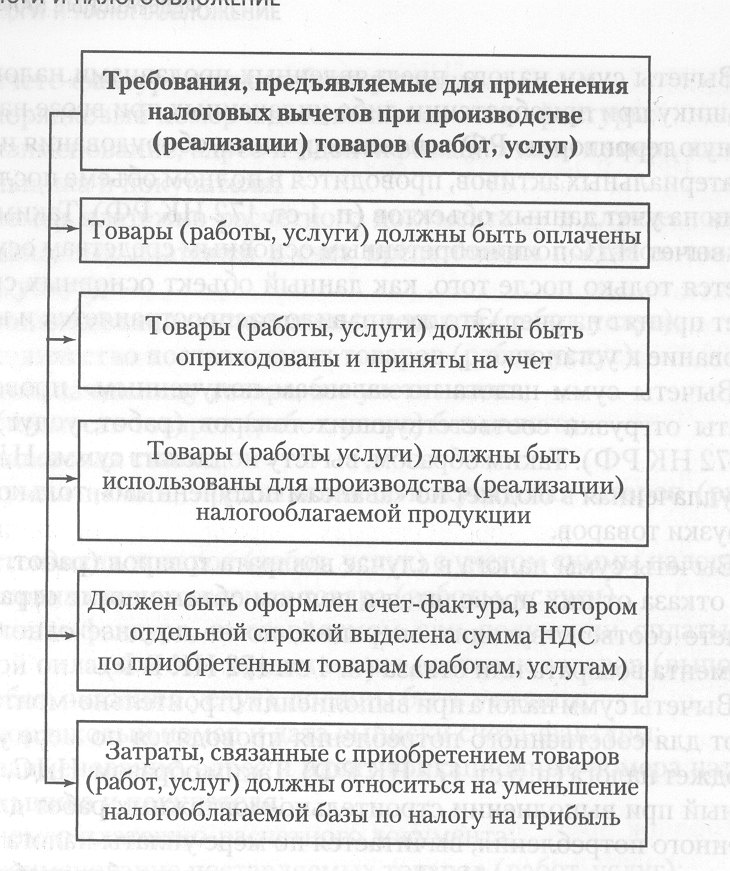 НАЛОГООБЛОЖЕНИЕ
Требования, предъявляемые для применения
налоговых вычетов при производстве
(реализации) товаров (работ, услуг)
Товары (работы, услуги) должны быть оплачены
Товары (работы, услуги) должны быть
оприходованы и приняты на учет
Товары (работы услуги) должны быть
использованы для производства (реализации)
налогооблагаемой продукции
Должен быть оформлен счет-фактура, в котором
отдельной строкой выделена сумма НДС
по приобретенным товарам (работам, услугам)
Затраты, связанные с приобретением товаров
(работ, услуг) должны относиться на уменьшение
налогооблагаемой базы по налогу на прибыль